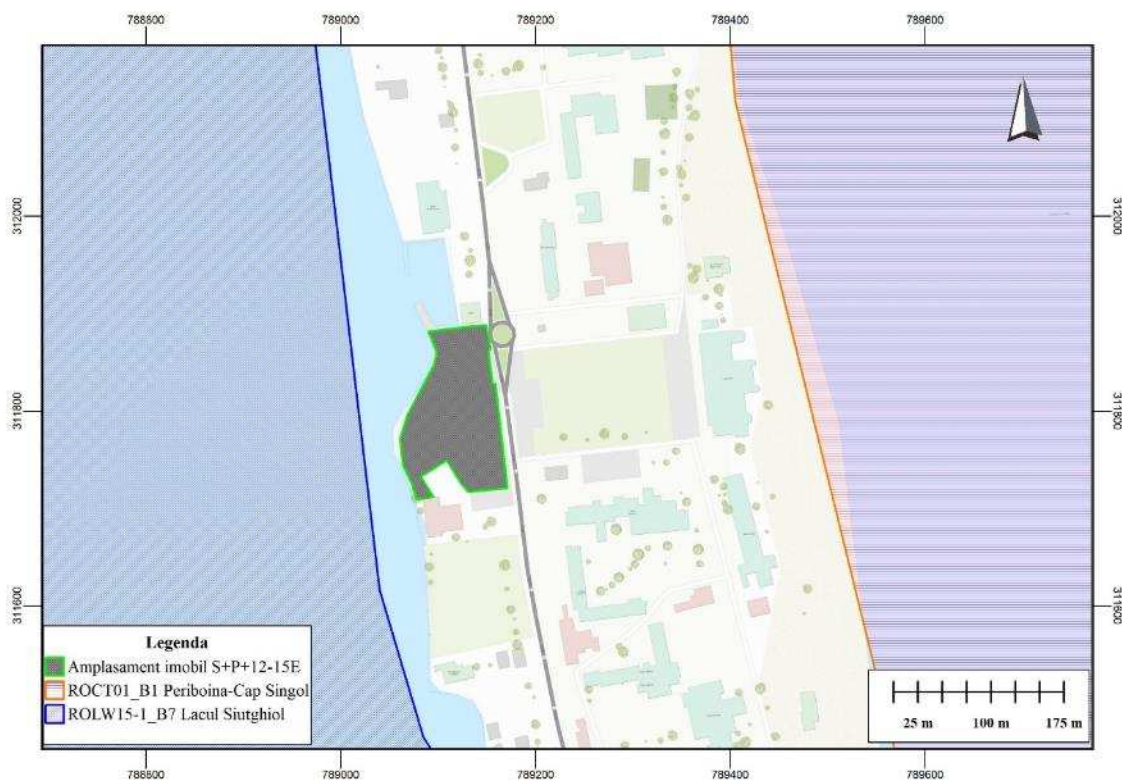 788800 789000 789200 789400 789600
312000 312000
311800 311800
311600 311600
Legenda
Amplasament imobil S+P+12-15E
ROCT01_B1 Periboina-Cap Singol
ROLW15-1_B7 Lacul Siutghiol
25 m 100 m 175 m
788800 789000 789200 789400 789600